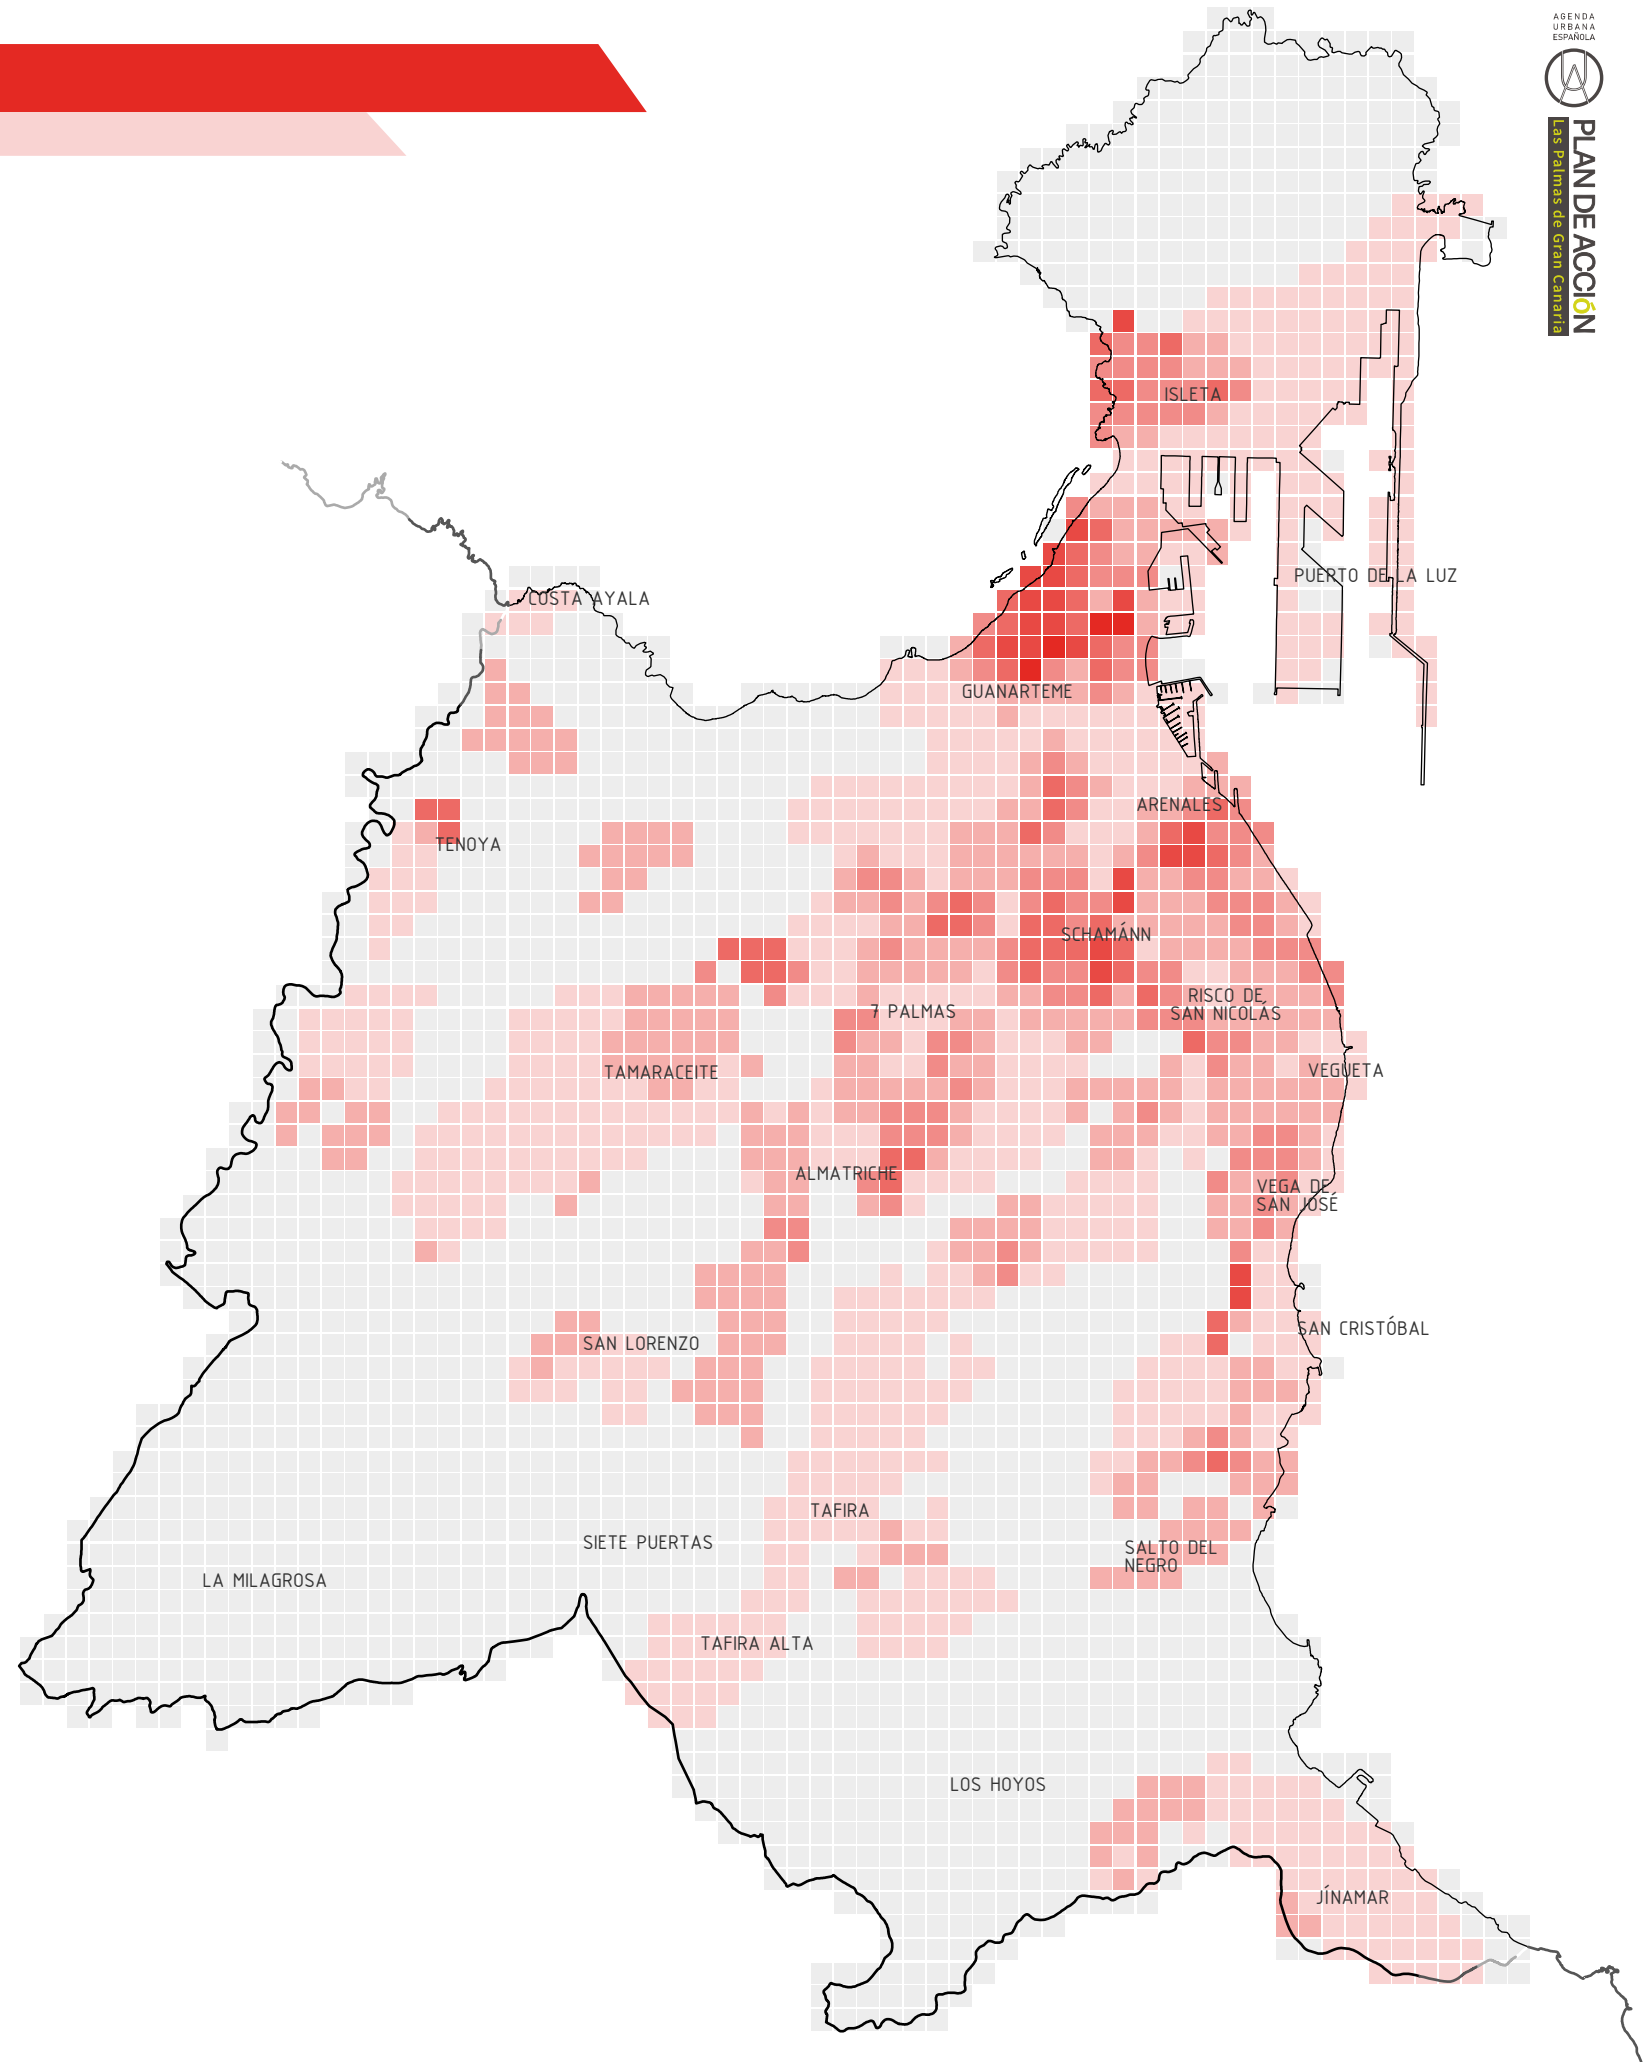 AGENDA
URBANA
ESPAÑOLA
PLAN DE ACCIÓN
Las Palmas de Gran Canaria
ISLETA
PUERTO DE LA LUZ
COSTA AYALA
GUANARTEME
ARENALES
TENOYA
SCHAMÁNN
RISCO DE
SAN NICOLÁS
7 PALMAS
VEGUETA
TAMARACEITE
ALMATRICHE
VEGA DE
SAN JOSÉ
SAN CRISTÓBAL
SAN LORENZO
TAFIRA
SIETE PUERTAS
SALTO DEL
NEGRO
LA MILAGROSA
TAFIRA ALTA
LOS HOYOS
JÍNAMAR